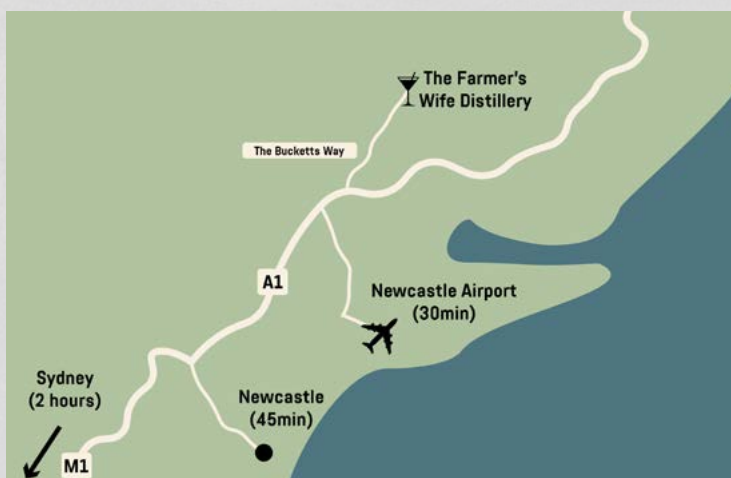 The Farmer's
Wife Distillery
The Bucketts Way
A1
Newcastle Airport
(30min)
Sydney
(2 hours)
Newcastle
(45min)
M1